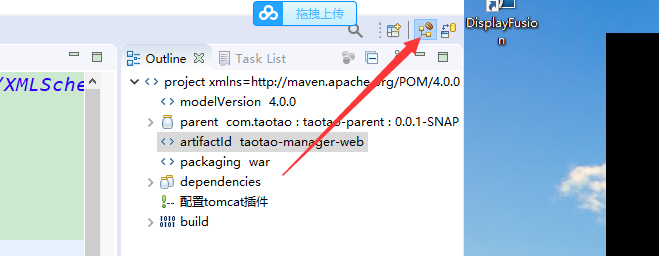 拖拽上传
DisplayFusio
n
Outline
Task List
/XMLSche
project xmlns=http://maven.apache.org/POM/4.0.0
modelVersion 4.0.0
parent com.taotao : taotao-parent : 0.0.1-SNAP
artifactId taotao-manager-web
packaging war
dependencies
配置tomcat插件
build